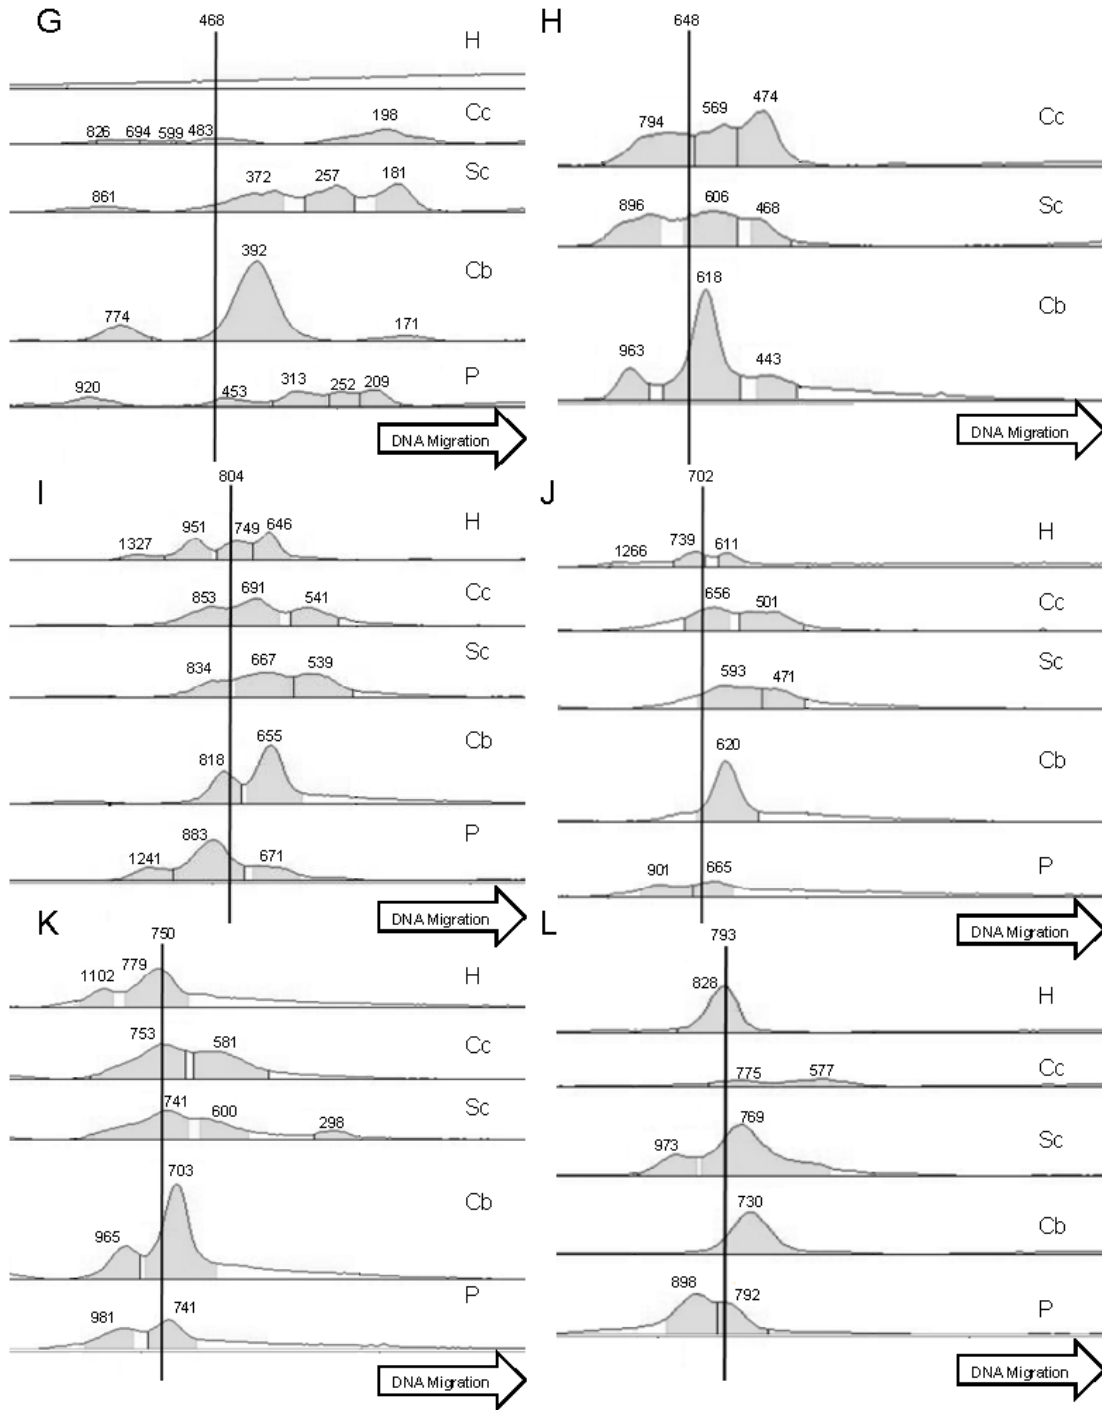 G
468
H
Cc
826 694 599 483 198
Sc
861 372 257 181
Cb
774 392 171
P
920 453 313 252 209
DNA Migration
H
648
Cc
794 569 474
Sc
896 606 468
Cb
963 618 443
DNA Migration
I
804
H
1327 951 749 646
Cc
853 691 541
Sc
834 667 539
Cb
818 655
P
1241 883 671
DNA Migration
J
702
H
1266 739 611
Cc
656 501
Sc
593 471
Cb
620
P
901 665
DNA Migration
K
750
H
1102 779
Cc
753 581
Sc
741 600 298
Cb
965 703
P
981 741
DNA Migration
L
793
H
828
Cc
775 577
Sc
973 769
Cb
730
P
898 792
DNA Migration